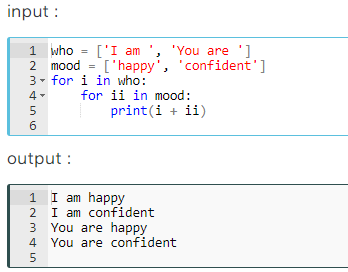 input :
1 who = ['I am ', 'You are ']
2 mood = ['happy', 'confident']
3 for i in who:
4     for ii in mood:
5         print(i + ii)
6
output :
1 I am happy
2 I am confident
3 You are happy
4 You are confident
5